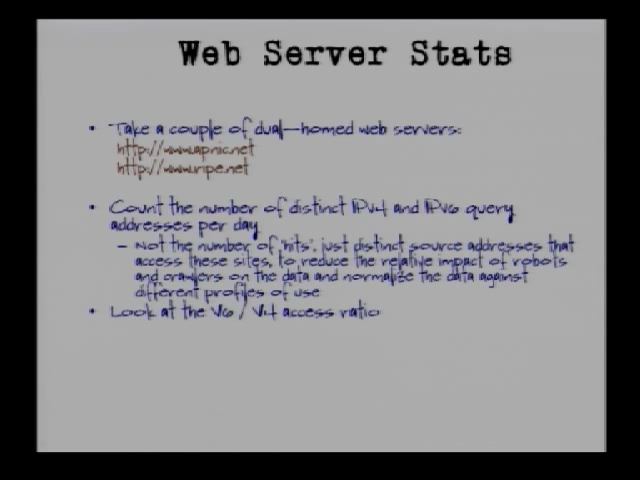 Web Server Stats
• Take a couple of dual-homed web servers:
http://www.apnic.net
http://www.ripe.net
• Count the number of distinct IPv4 and IPv6 query
addresses per day
– Not the number of 'hits', just distinct source addresses that
access these sites, to reduce the relative impact of robots
and crawlers on the data and normalize the data against
different profiles of use
• Look at the V6 / V4 access ratio